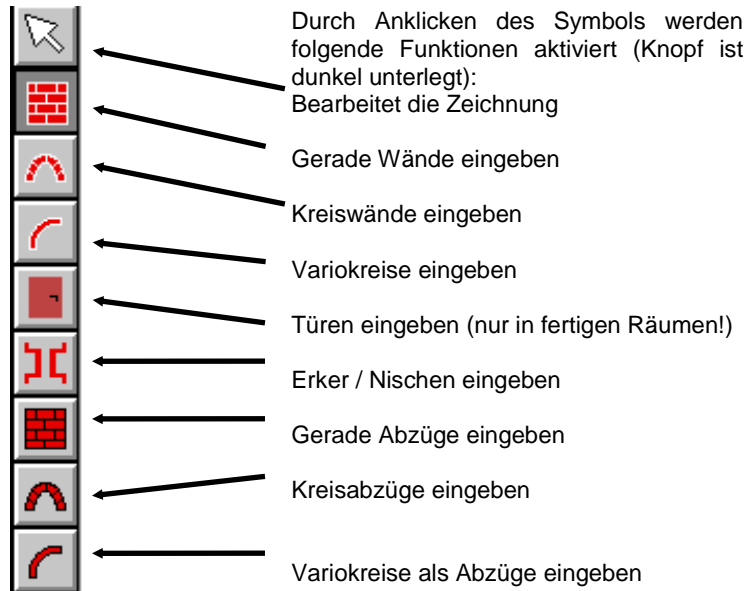 Durch Anklicken des Symbols werden
folgende Funktionen aktiviert (Knopf ist
dunkel unterlegt):
Bearbeitet die Zeichnung
Gerade Wände eingeben
Kreiswände eingeben
Variokreise eingeben
Türen eingeben (nur in fertigen Räumen!)
Erker / Nischen eingeben
Gerade Abzüge eingeben
Kreisabzüge eingeben
Variokreise als Abzüge eingeben